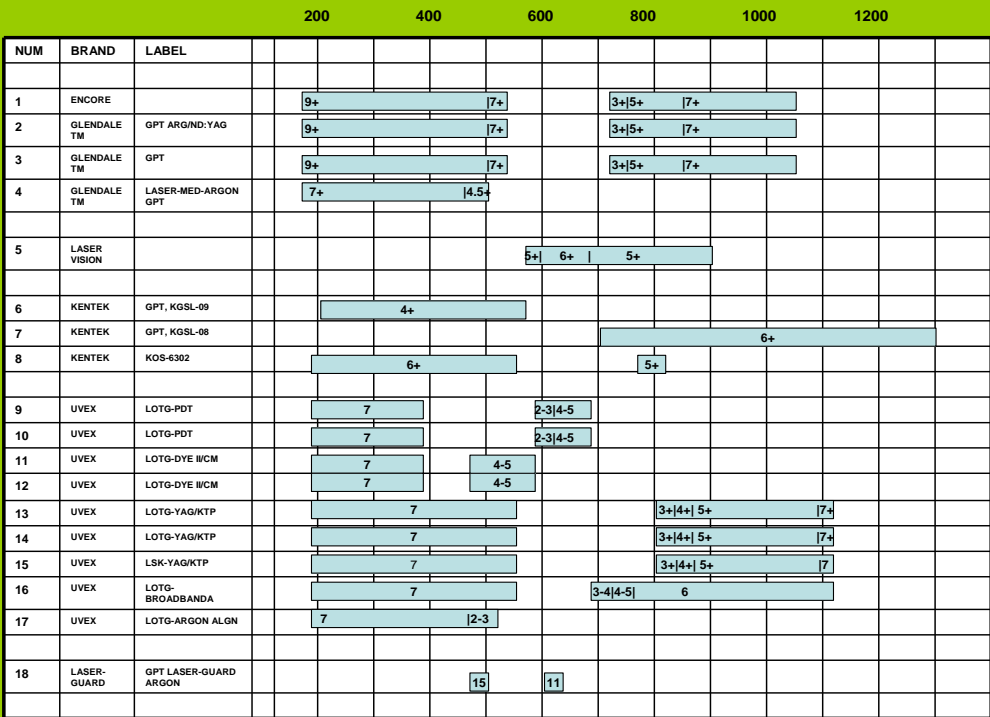 200 400 600 800 1000 1200
NUM BRAND LABEL
1 ENCORE 9+ |7+ 3+|5+ |7+
2 GLENDALE TM GPT ARG/ND:YAG 9+ |7+ 3+|5+ |7+
3 GLENDALE TM GPT 9+ |7+ 3+|5+ |7+
4 GLENDALE TM LASER-MED-ARGON GPT 7+ |4.5+
5 LASER VISION 5+| 6+ | 5+
6 KENTEK GPT, KGSL-09 4+
7 KENTEK GPT, KGSL-08 6+
8 KENTEK KOS-6302 6+ 5+
9 UVEX LOTG-PDT 7 2-3|4-5
10 UVEX LOTG-PDT 7 2-3|4-5
11 UVEX LOTG-DYE II/CM 7 4-5
12 UVEX LOTG-DYE II/CM 7 4-5
13 UVEX LOTG-YAG/KTP 7 3+|4+| 5+ |7+
14 UVEX LOTG-YAG/KTP 7 3+|4+| 5+ |7+
15 UVEX LSK-YAG/KTP 7 3+|4+| 5+ |7
16 UVEX LOTG-BROADBANDA 7 3-4|4-5| 6
17 UVEX LOTG-ARGON ALGN 7 |2-3
18 LASER-GUARD GPT LASER-GUARD ARGON 15 11